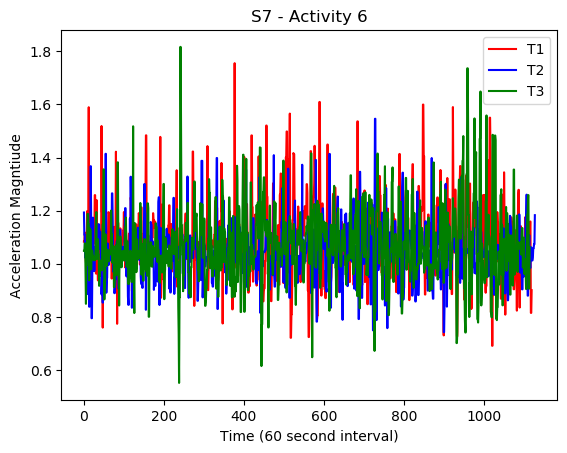 S7 - Activity 6
T1
T2
T3
1.8
1.6
1.4
1.2
1.0
0.8
0.6
Acceleration Magntiude
0
200
400
600
800
1000
Time (60 second interval)